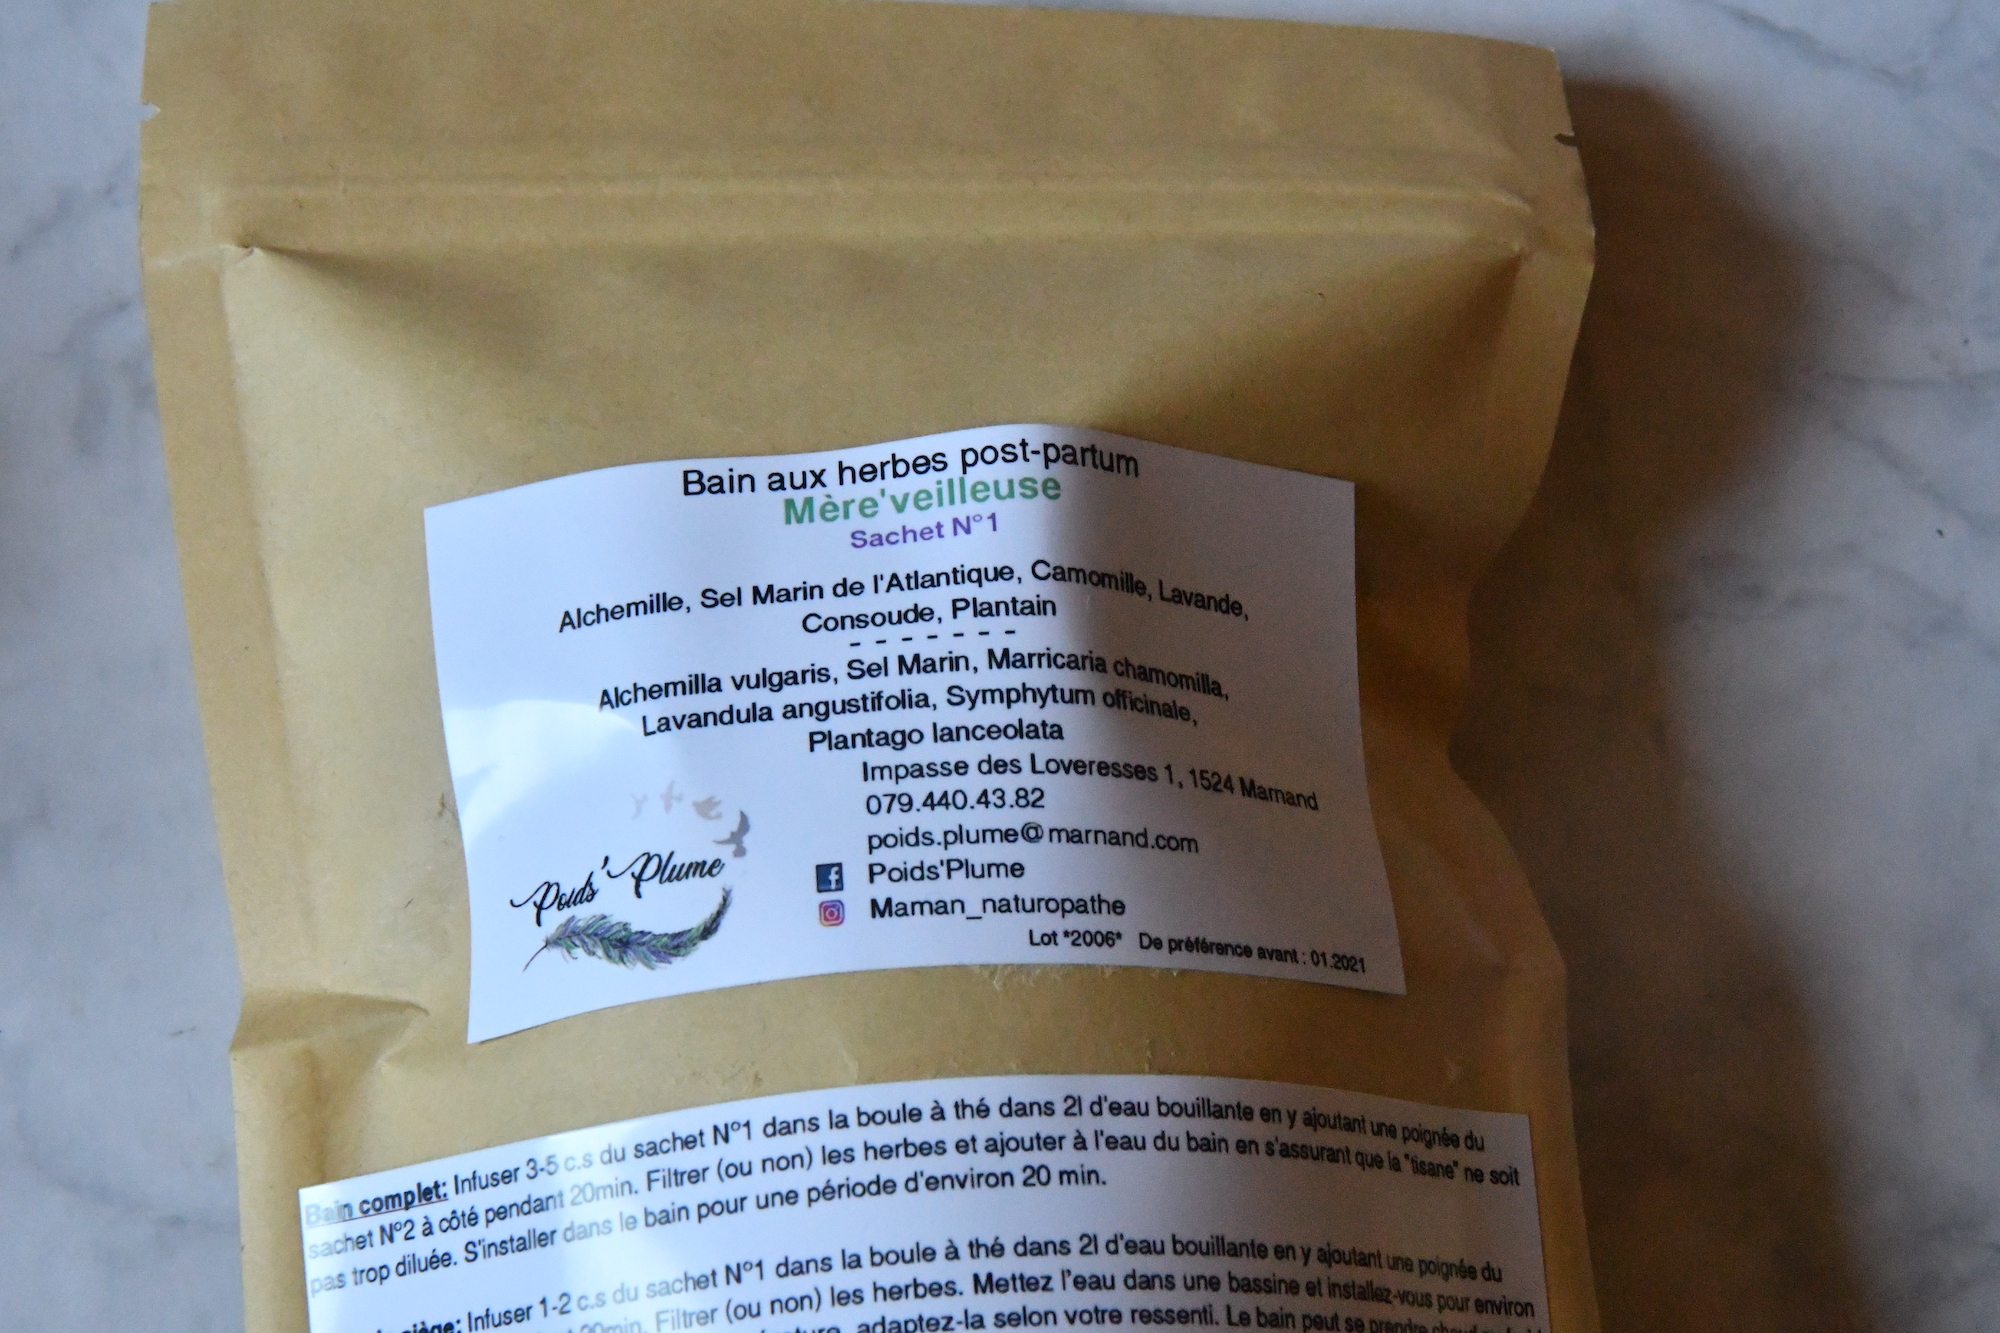 Bain aux herbes post-partum
Mère'veilleuse
Sachet N°1
Alchemille, Sel Marin de l'Atlantique, Camomille, Lavande,
Consoude, Plantain
- - - - - - -
Alchemilla vulgaris, Sel Marin, Marricaria chamomilla,
Lavandula angustifolia, Symphytum officinale,
Plantago lanceolata
Impasse des Loveresses 1, 1524 Marnand
079.440.43.82
poids.plume@marnand.com
Poids'Plume
Maman_naturopathe
Poids'Plume
Lot *2006* De préférence avant : 01.2021
Bain complet: Infuser 3-5 c.s du sachet N°1 dans la boule à thé dans 2l d'eau bouillante en y ajoutant une poignée du
sachet N°2 à côté pendant 20min. Filtrer (ou non) les herbes et ajouter à l'eau du bain en s'assurant que la "tisane" ne soit
pas trop diluée. S'installer dans le bain pour une période d'environ 20 min.
siège: Infuser 1-2 c.s du sachet N°1 dans la boule à thé dans 2l d'eau bouillante en y ajoutant une poignée du
20min. Filtrer (ou non) les herbes. Mettez l'eau dans une bassine et installez-vous pour environ
adaptez-la selon votre ressenti. Le bain peut se prendre